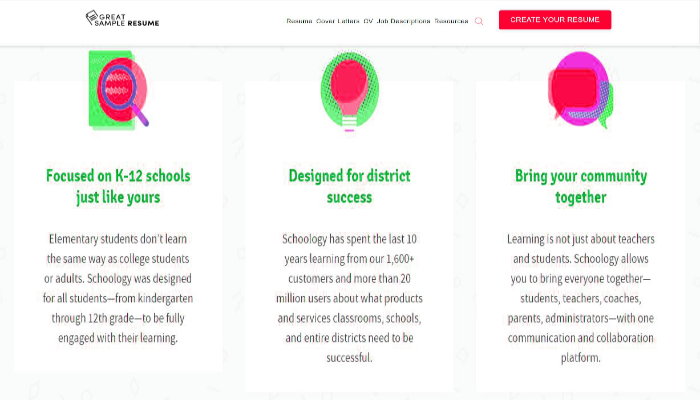 GREAT
SAMPLE RESUME
Resume Cover Letters CV Job Descriptions Resources
CREATE YOUR RESUME
Focused on K-12 schools
just like yours
Elementary students don't learn
the same way as college students
or adults. Schoology was designed
for all students—from kindergarten
through 12th grade—to be fully
engaged with their learning.
Designed for district
success
Schoology has spent the last 10
years learning from our 1,600+
customers and more than 20
million users about what products
and services classrooms, schools,
and entire districts need to be
successful.
Bring your community
together
Learning is not just about teachers
and students. Schoology allows
you to bring everyone together—
students, teachers, coaches,
parents, administrators—with one
communication and collaboration
platform.